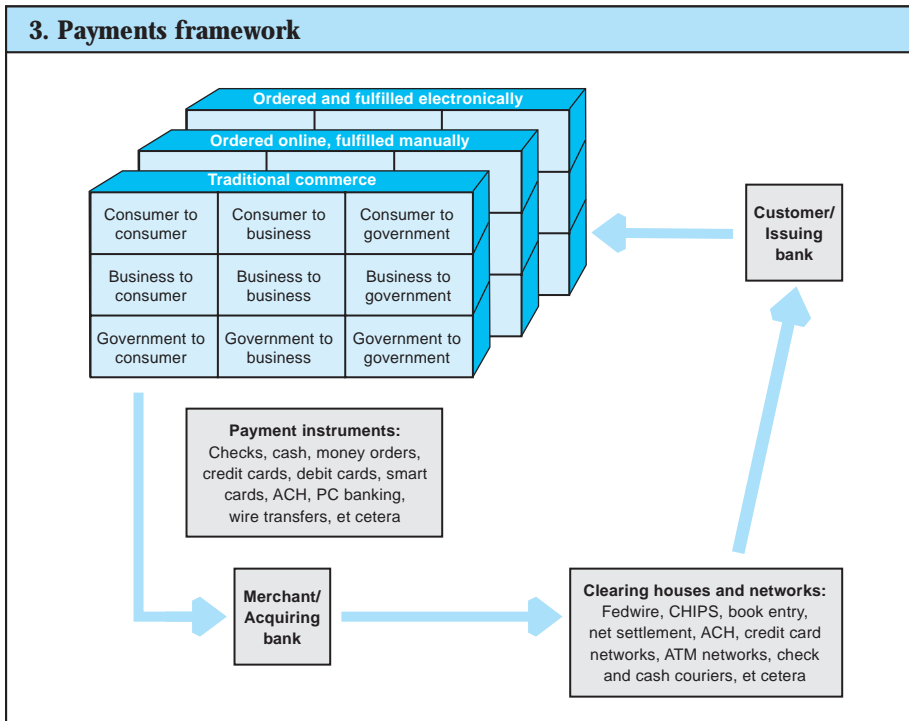 3. Payments framework
Ordered and fulfilled electronically
Ordered online, fulfilled manually
Traditional commerce
Consumer to
consumer
Consumer to
business
Consumer to
government
Business to
consumer
Business to
business
Business to
government
Government to
consumer
Government to
business
Government to
government
Customer/
Issuing
bank
Payment instruments:
Checks, cash, money orders,
credit cards, debit cards, smart
cards, ACH, PC banking,
wire transfers, et cetera
Merchant/
Acquiring
bank
Clearing houses and networks:
Fedwire, CHIPS, book entry,
net settlement, ACH, credit card
networks, ATM networks, check
and cash couriers, et cetera